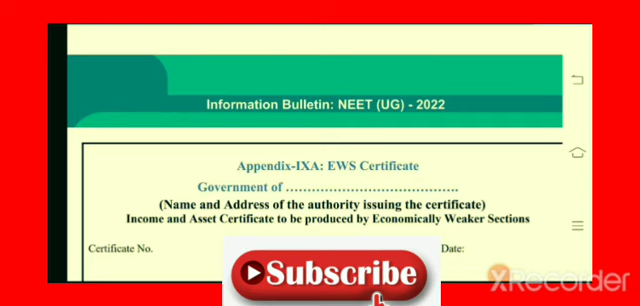 Information Bulletin: NEET (UG) - 2022
Appendix-IXA: EWS Certificate
Government of ........................................
(Name and Address of the authority issuing the certificate)
Income and Asset Certificate to be produced by Economically Weaker Sections
Certificate No. Date:
Subscribe
XRecorder